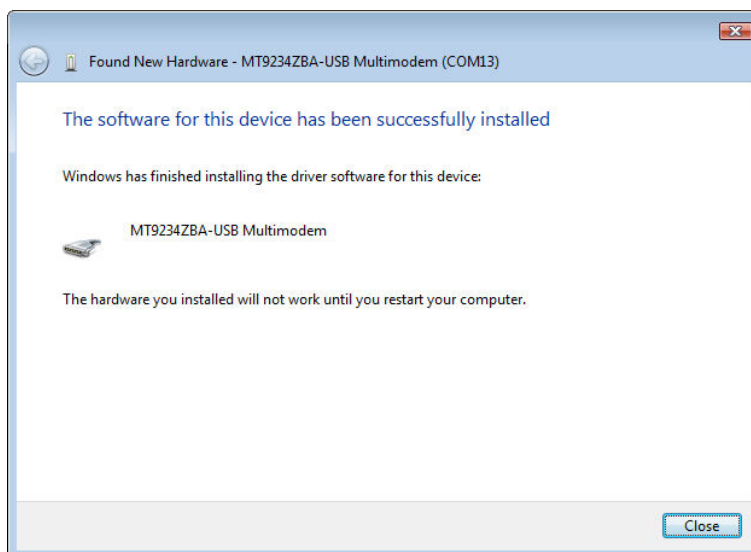 Found New Hardware - MT9234ZBA-USB Multimodem (COM13)
The software for this device has been successfully installed
Windows has finished installing the driver software for this device:
MT9234ZBA-USB Multimodem
The hardware you installed will not work until you restart your computer.
Close